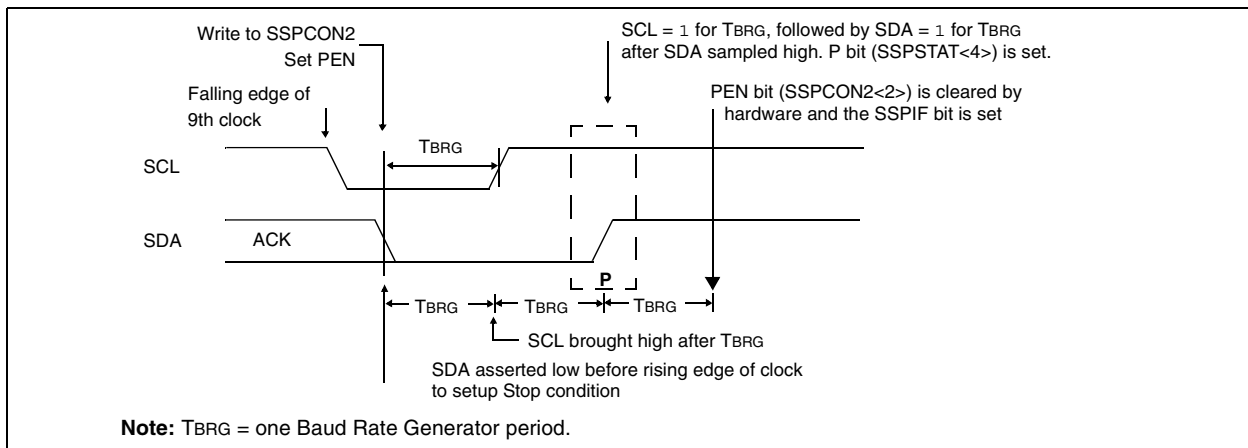 Write to SSPCON2
Set PEN
SCL = 1 for TBRG, followed by SDA = 1 for TBRG
after SDA sampled high. P bit (SSPSTAT<4>) is set.
Falling edge of
9th clock
PEN bit (SSPCON2<2>) is cleared by
hardware and the SSPIF bit is set
TBRG
SCL
SDA
ACK
P
TBRG
TBRG
TBRG
SCL brought high after TBRG
SDA asserted low before rising edge of clock
to setup Stop condition
Note: TBRG = one Baud Rate Generator period.